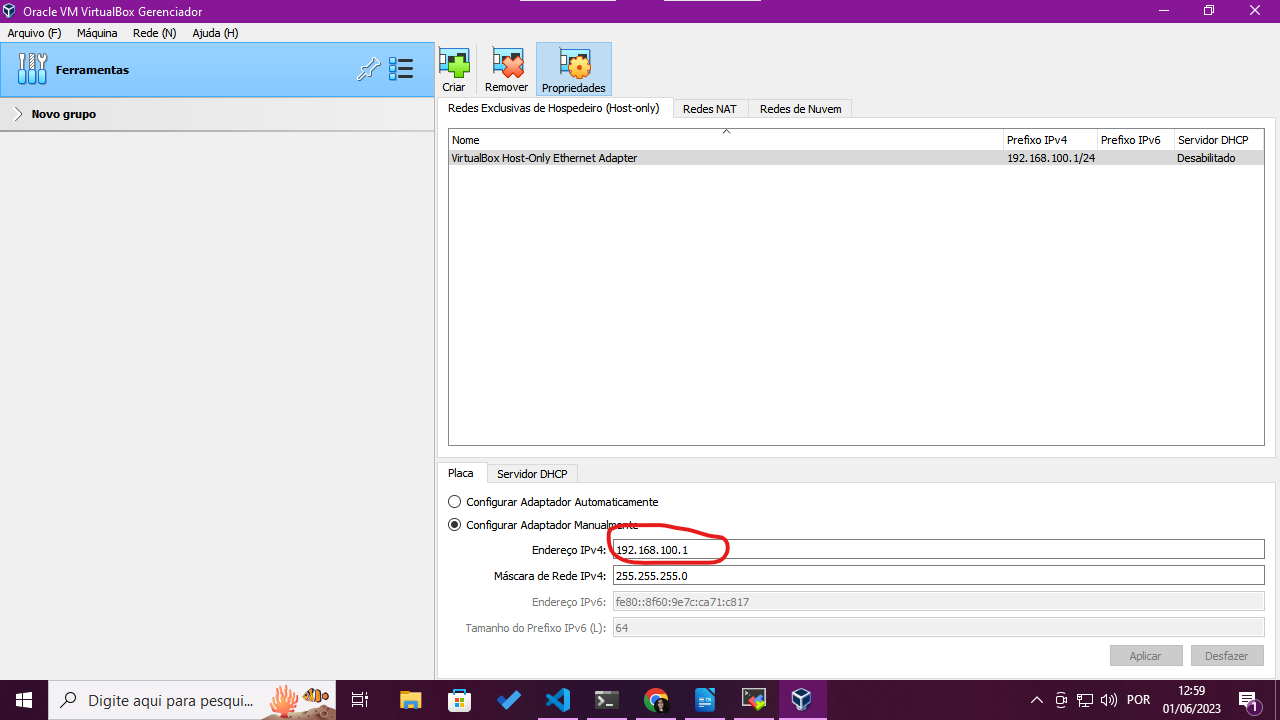 Oracle VM VirtualBox Gerenciador
Arquivo (F) Máquina Rede (N) Ajuda (H)
Ferramentas
Novo grupo
Criar Remover Propriedades
Redes Exclusivas de Hospedeiro (Host-only) Redes NAT Redes de Nuvem
Nome Prefixo IPv4 Prefixo IPv6 Servidor DHCP
VirtualBox Host-Only Ethernet Adapter 192.168.100.1/24 Desabilitado
Placa Servidor DHCP
Configurar Adaptador Automaticamente
Configurar Adaptador Manualmente
Endereço IPv4: 192.168.100.1
Máscara de Rede IPv4: 255.255.255.0
Endereço IPv6: fe80::8f60:9e7c:ca71:c817
Tamanho do Prefixo IPv6 (L): 64
Aplicar Desfazer
Digite aqui para pesqui... POR 12:59
01/06/2023 1